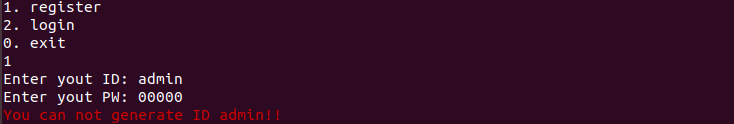 1. register
2. login
0. exit
1
Enter yout ID: admin
Enter yout PW: 00000
You can not generate ID admin!!